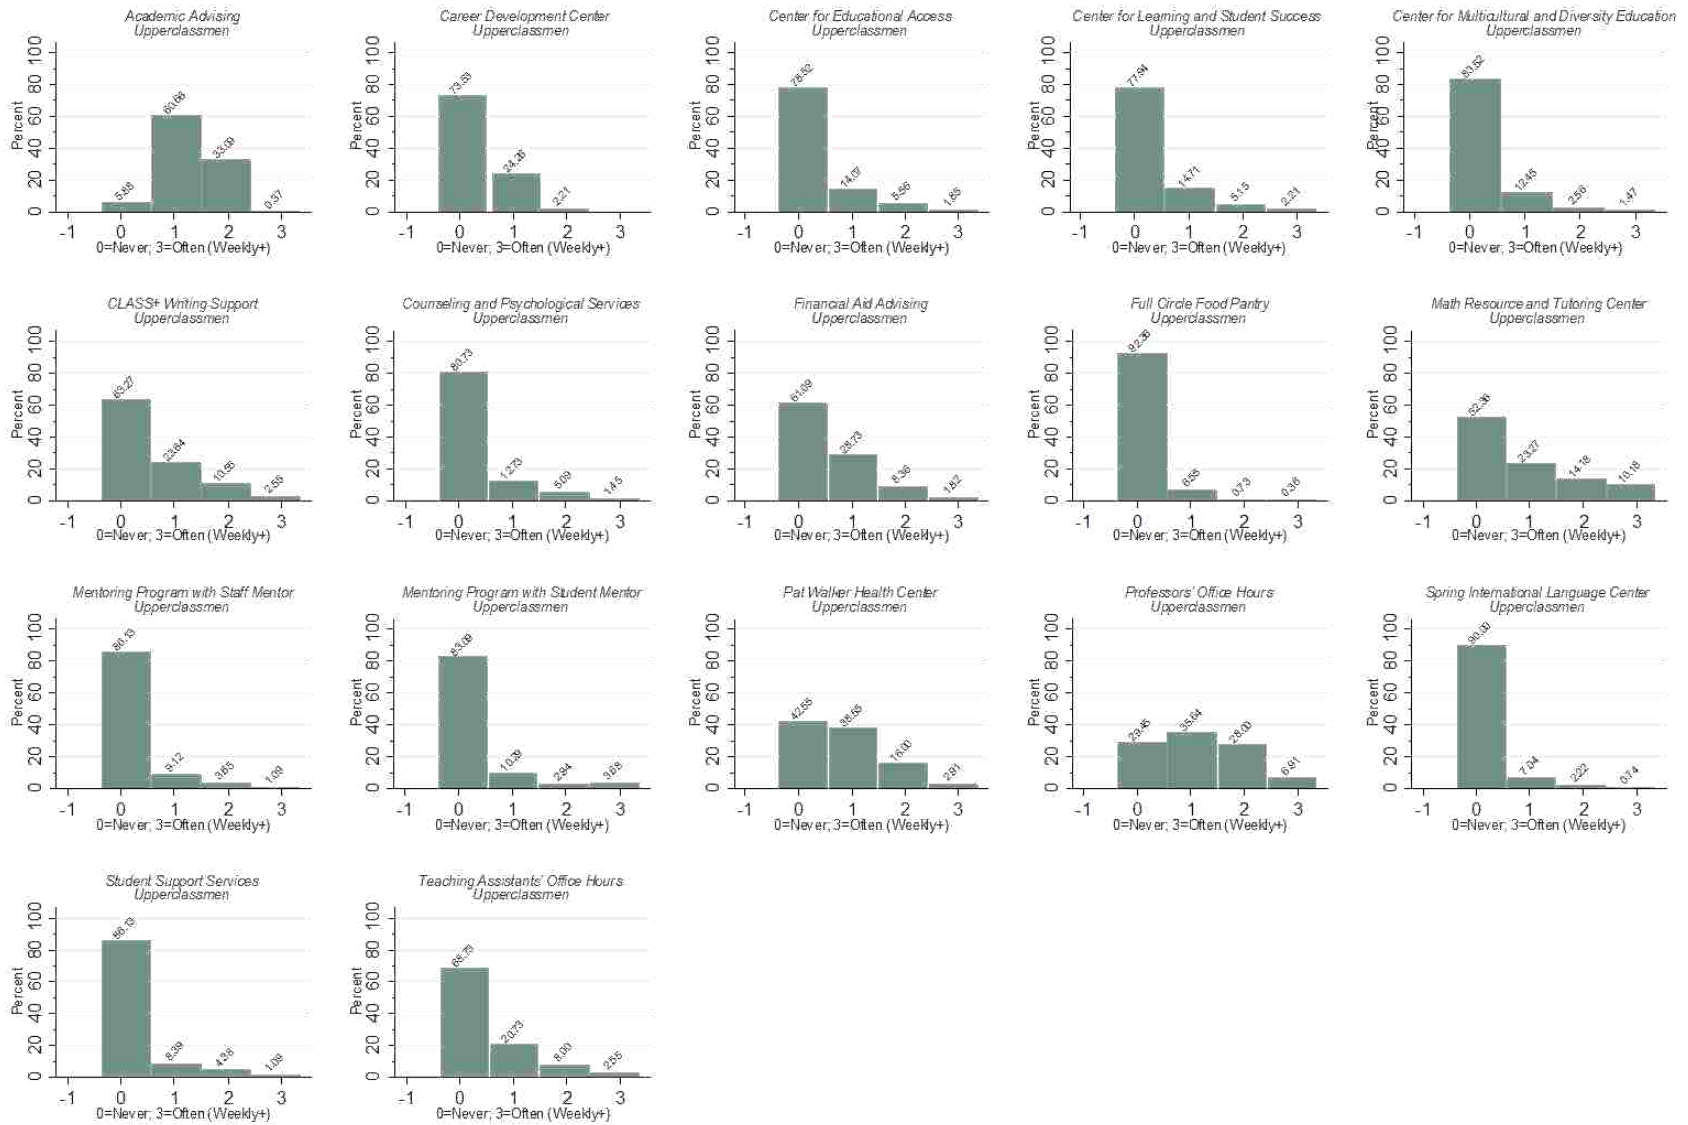 Academic Advising
Upperclassmen
Percent
0 20 40 60 80 100
5.88 60.66 33.09 0.37
-1 0 1 2 3
0=Never; 3=Often (Weekly+)
Career Development Center
Upperclassmen
Percent
0 20 40 60 80 100
73.53 24.26 2.21
-1 0 1 2 3
0=Never; 3=Often (Weekly+)
Center for Educational Access
Upperclassmen
Percent
0 20 40 60 80 100
78.52 14.07 5.56 1.85
-1 0 1 2 3
0=Never; 3=Often (Weekly+)
Center for Learning and Student Success
Upperclassmen
Percent
0 20 40 60 80 100
77.94 14.71 5.15 2.21
-1 0 1 2 3
0=Never; 3=Often (Weekly+)
Center for Multicultural and Diversity Education
Upperclassmen
Percent
0 20 40 60 80 100
83.52 12.45 2.56 1.47
-1 0 1 2 3
0=Never; 3=Often (Weekly+)
CLASS+ Writing Support
Upperclassmen
Percent
0 20 40 60 80 100
63.27 23.64 10.55 2.55
-1 0 1 2 3
0=Never; 3=Often (Weekly+)
Counseling and Psychological Services
Upperclassmen
Percent
0 20 40 60 80 100
80.73 12.73 5.09 1.45
-1 0 1 2 3
0=Never; 3=Often (Weekly+)
Financial Aid Advising
Upperclassmen
Percent
0 20 40 60 80 100
61.09 28.73 8.36 1.82
-1 0 1 2 3
0=Never; 3=Often (Weekly+)
Full Circle Food Pantry
Upperclassmen
Percent
0 20 40 60 80 100
92.36 6.55 0.73 0.36
-1 0 1 2 3
0=Never; 3=Often (Weekly+)
Math Resource and Tutoring Center
Upperclassmen
Percent
0 20 40 60 80 100
52.36 23.27 14.18 10.18
-1 0 1 2 3
0=Never; 3=Often (Weekly+)
Mentoring Program with Staff Mentor
Upperclassmen
Percent
0 20 40 60 80 100
86.13 9.12 3.65 1.09
-1 0 1 2 3
0=Never; 3=Often (Weekly+)
Mentoring Program with Student Mentor
Upperclassmen
Percent
0 20 40 60 80 100
83.09 10.29 2.94 3.68
-1 0 1 2 3
0=Never; 3=Often (Weekly+)
Pat Walker Health Center
Upperclassmen
Percent
0 20 40 60 80 100
42.55 38.55 16.00 2.91
-1 0 1 2 3
0=Never; 3=Often (Weekly+)
Professors' Office Hours
Upperclassmen
Percent
0 20 40 60 80 100
29.45 35.64 28.00 6.91
-1 0 1 2 3
0=Never; 3=Often (Weekly+)
Spring International Language Center
Upperclassmen
Percent
0 20 40 60 80 100
90.00 7.04 2.22 0.74
-1 0 1 2 3
0=Never; 3=Often (Weekly+)
Student Support Services
Upperclassmen
Percent
0 20 40 60 80 100
86.13 8.39 4.38 1.09
-1 0 1 2 3
0=Never; 3=Often (Weekly+)
Teaching Assistants' Office Hours
Upperclassmen
Percent
0 20 40 60 80 100
68.73 20.73 8.00 2.55
-1 0 1 2 3
0=Never; 3=Often (Weekly+)